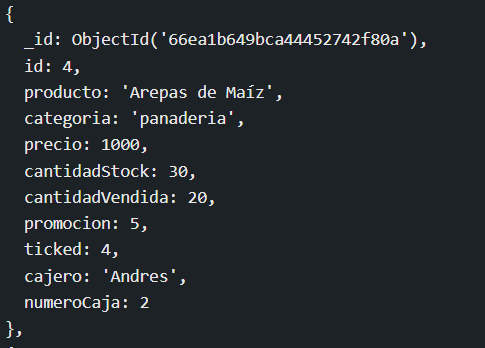 {
  _id: ObjectId('66ea1b649bca44452742f80a'),
  id: 4,
  producto: 'Arepas de Maíz',
  categoria: 'panaderia',
  precio: 1000,
  cantidadStock: 30,
  cantidadVendida: 20,
  promocion: 5,
  ticked: 4,
  cajero: 'Andres',
  numeroCaja: 2
},